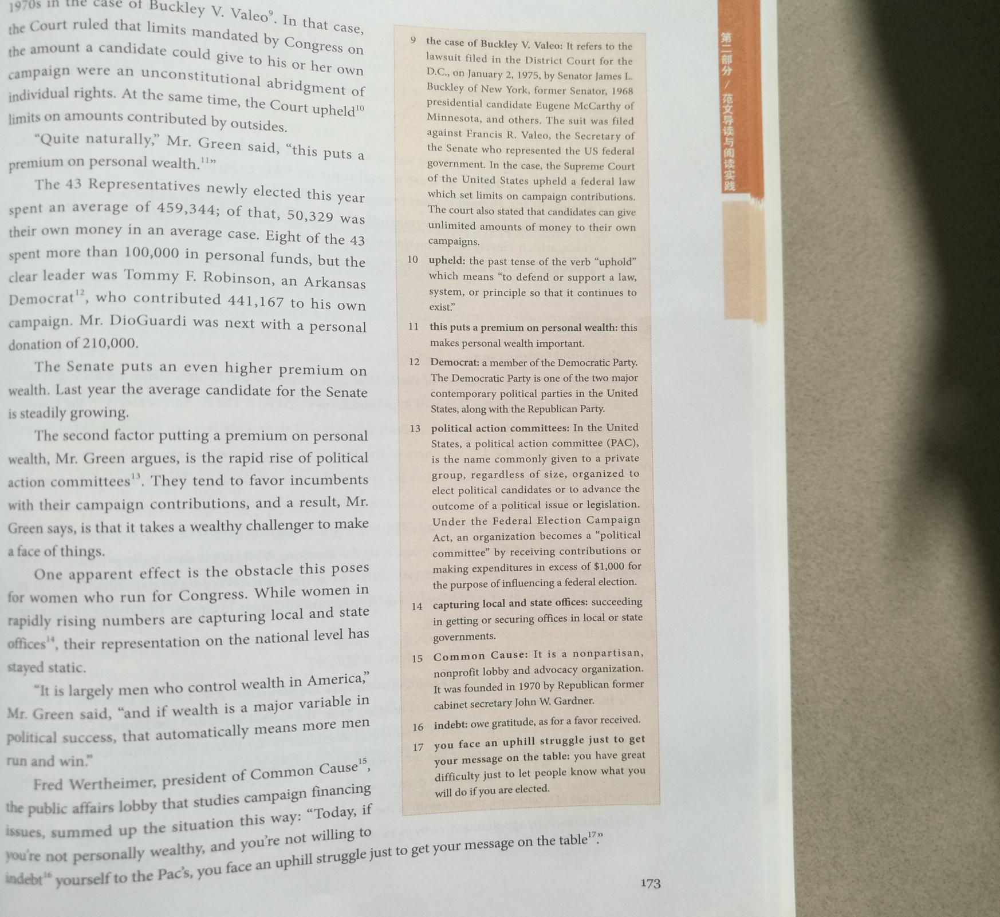 1970s in the case of Buckley V. Valeo⁹. In that case,
the Court ruled that limits mandated by Congress on
the amount a candidate could give to his or her own
campaign were an unconstitutional abridgment of
individual rights. At the same time, the Court upheld¹⁰
limits on amounts contributed by outsides.
“Quite naturally,” Mr. Green said, “this puts a
premium on personal wealth.¹¹”
The 43 Representatives newly elected this year
spent an average of 459,344; of that, 50,329 was
their own money in an average case. Eight of the 43
spent more than 100,000 in personal funds, but the
clear leader was Tommy F. Robinson, an Arkansas
Democrat¹², who contributed 441,167 to his own
campaign. Mr. DioGuardi was next with a personal
donation of 210,000.
The Senate puts an even higher premium on
wealth. Last year the average candidate for the Senate
is steadily growing.
The second factor putting a premium on personal
wealth, Mr. Green argues, is the rapid rise of political
action committees¹³. They tend to favor incumbents
with their campaign contributions, and a result, Mr.
Green says, is that it takes a wealthy challenger to make
a face of things.
One apparent effect is the obstacle this poses
for women who run for Congress. While women in
rapidly rising numbers are capturing local and state
offices¹⁴, their representation on the national level has
stayed static.
“It is largely men who control wealth in America,”
Mr. Green said, “and if wealth is a major variable in
political success, that automatically means more men
run and win.”
Fred Wertheimer, president of Common Cause¹⁵,
the public affairs lobby that studies campaign financing
issues, summed up the situation this way: “Today, if
you’re not personally wealthy, and you’re not willing to
indebt¹⁶ yourself to the Pac’s, you face an uphill struggle just to get your message on the table¹⁷.”
9 the case of Buckley V. Valeo: It refers to the
lawsuit filed in the District Court for the
D.C., on January 2, 1975, by Senator James L.
Buckley of New York, former Senator, 1968
presidential candidate Eugene McCarthy of
Minnesota, and others. The suit was filed
against Francis R. Valeo, the Secretary of
the Senate who represented the US federal
government. In the case, the Supreme Court
of the United States upheld a federal law
which set limits on campaign contributions.
The court also stated that candidates can give
unlimited amounts of money to their own
campaigns.
10 upheld: the past tense of the verb “uphold”
which means “to defend or support a law,
system, or principle so that it continues to
exist.”
11 this puts a premium on personal wealth: this
makes personal wealth important.
12 Democrat: a member of the Democratic Party.
The Democratic Party is one of the two major
contemporary political parties in the United
States, along with the Republican Party.
13 political action committees: In the United
States, a political action committee (PAC),
is the name commonly given to a private
group, regardless of size, organized to
elect political candidates or to advance the
outcome of a political issue or legislation.
Under the Federal Election Campaign
Act, an organization becomes a “political
committee” by receiving contributions or
making expenditures in excess of $1,000 for
the purpose of influencing a federal election.
14 capturing local and state offices: succeeding
in getting or securing offices in local or state
governments.
15 Common Cause: It is a nonpartisan,
nonprofit lobby and advocacy organization.
It was founded in 1970 by Republican former
cabinet secretary John W. Gardner.
16 indebt: owe gratitude, as for a favor received.
17 you face an uphill struggle just to get
your message on the table: you have great
difficulty just to let people know what you
will do if you are elected.
第二部分 / 范文导读与阅读实践
173